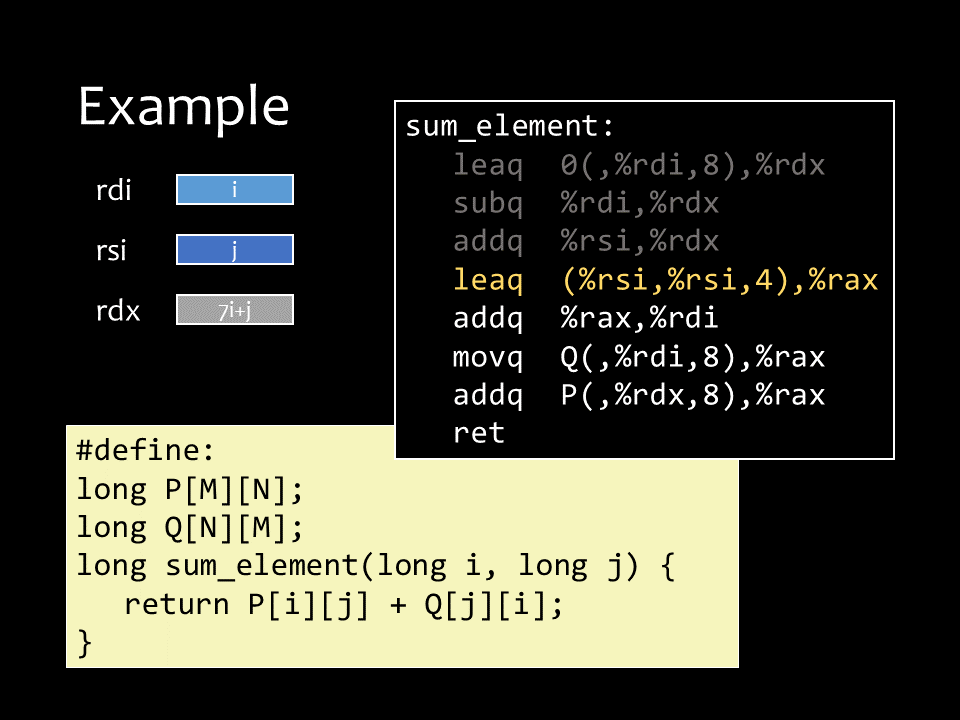 Example
rdi i
rsi j
rdx 7i+j
sum_element:
leaq 0(,%rdi,8),%rdx
subq %rdi,%rdx
addq %rsi,%rdx
leaq (%rsi,%rsi,4),%rax
addq %rax,%rdi
movq Q(,%rdi,8),%rax
addq P(,%rdx,8),%rax
ret
#define:
long P[M][N];
long Q[N][M];
long sum_element(long i, long j) {
return P[i][j] + Q[j][i];
}